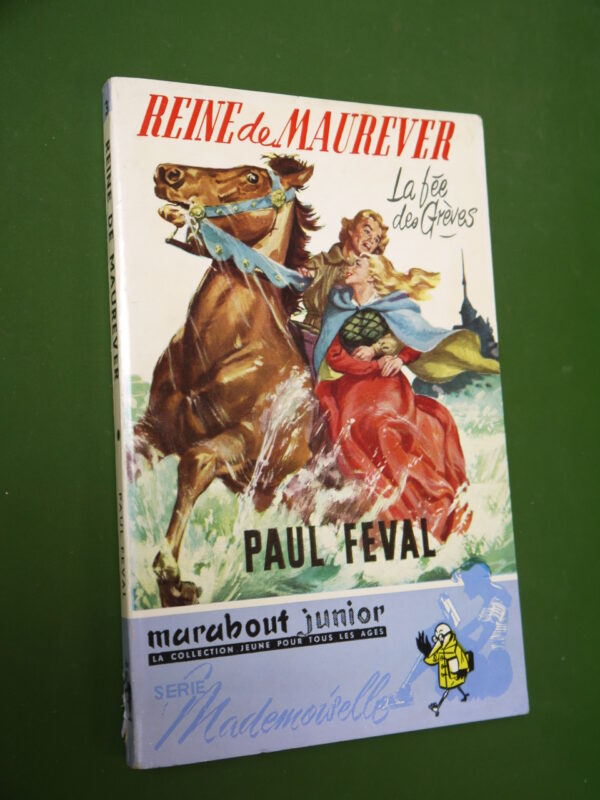 REINE de MAUREVER
La fée
des Grèves
PAUL FEVAL
marabout junior
LA COLLECTION JEUNE POUR TOUS LES AGES
SERIE
Mademoiselle
REINE DE MAUREVER • PAUL FEVAL